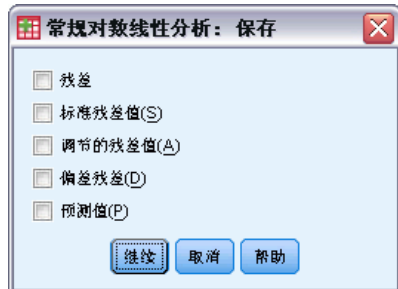 常规对数线性分析：保存
残差
标准残差值(S)
调节的残差值(A)
偏差残差(D)
预测值(P)
继续 取消 帮助